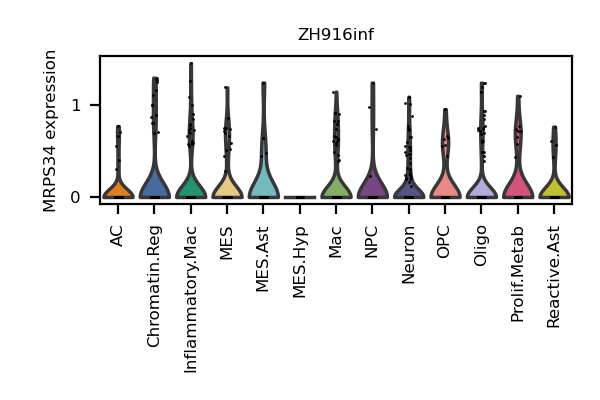 ZH916inf
MRPS34 expression
1
0
AC
Chromatin.Reg
Inflammatory.Mac
MES
MES.Ast
MES.Hyp
Mac
NPC
Neuron
OPC
Oligo
Prolif.Metab
Reactive.Ast